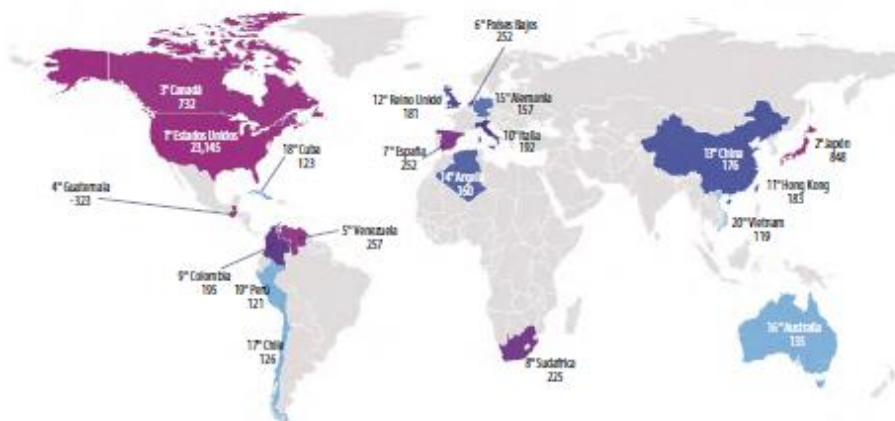 6° Países Bajos
252
3° Canadá
732
12° Reino Unido
181
15° Alemania
157
1° Estados Unidos
23,145
10° Italia
192
2° Japón
848
18° Cuba
123
7° España
252
13° China
176
14° Argelia
160
4° Guatemala
-323
11° Hong Kong
183
20° Vietnam
119
5° Venezuela
257
9° Colombia
195
19° Perú
121
16° Australia
135
17° Chile
126
8° Sudafrica
225